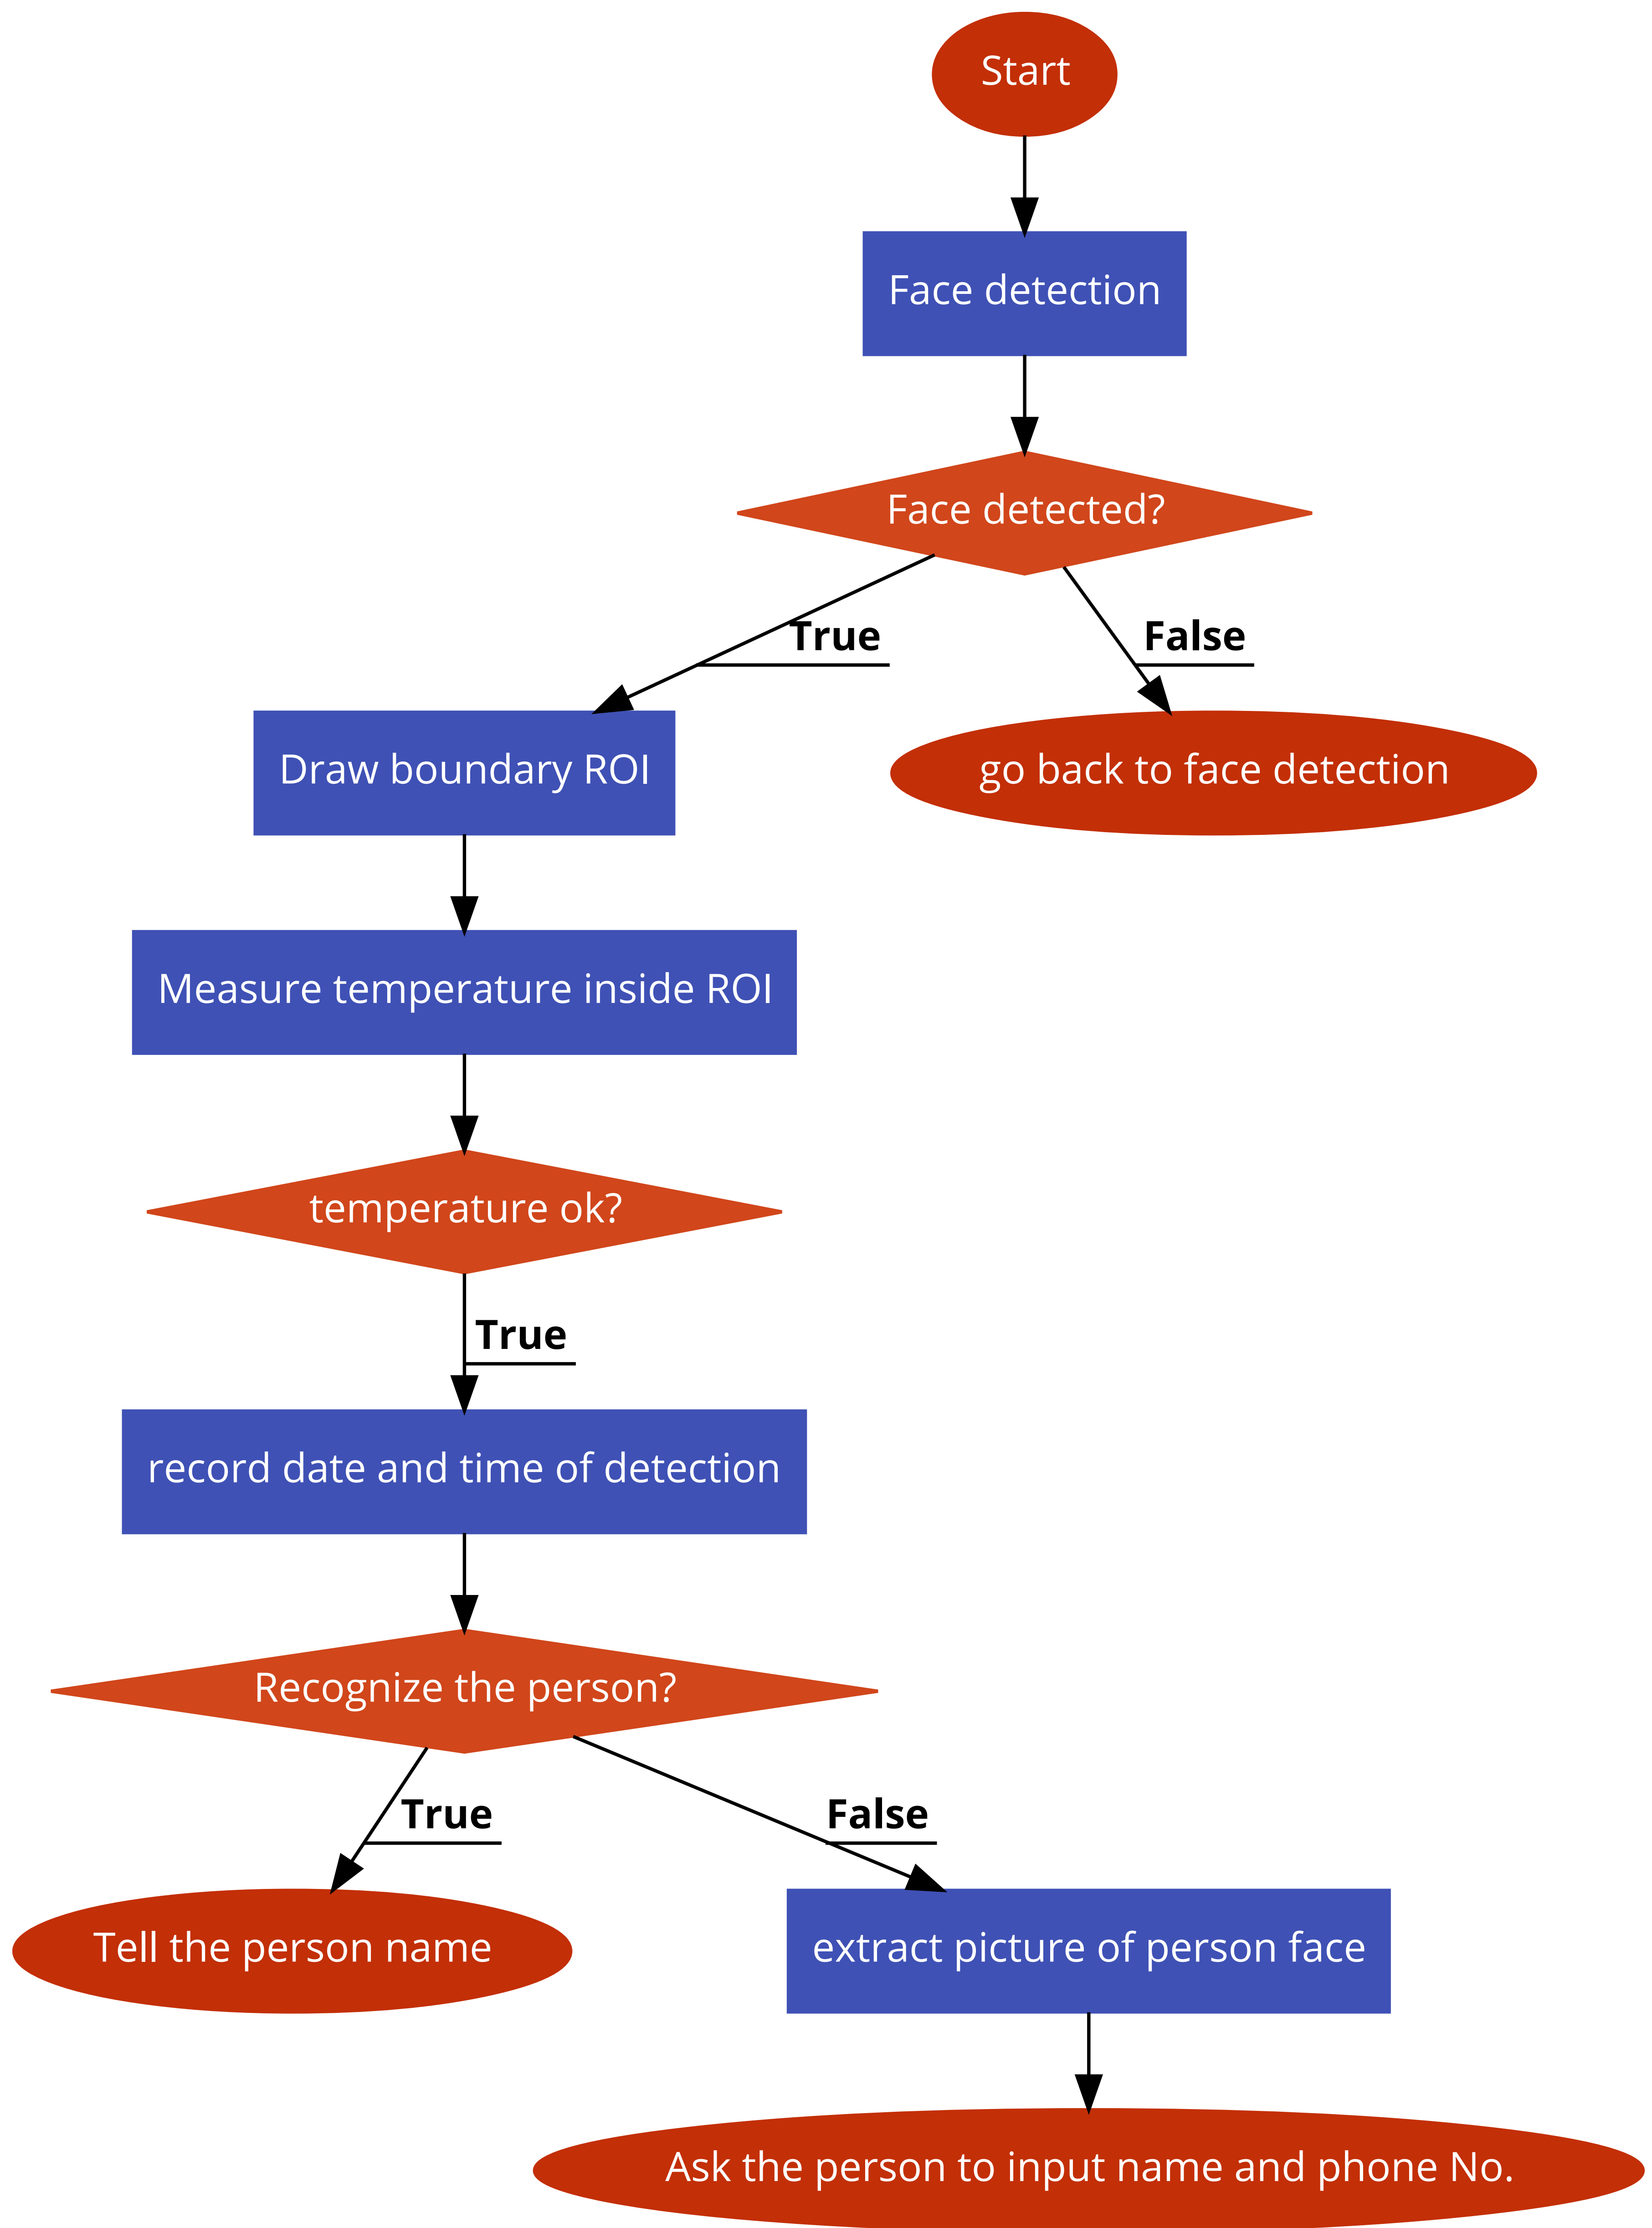 Start
Face detection
Face detected?
True
False
Draw boundary ROI
go back to face detection
Measure temperature inside ROI
temperature ok?
True
record date and time of detection
Recognize the person?
True
False
Tell the person name
extract picture of person face
Ask the person to input name and phone No.